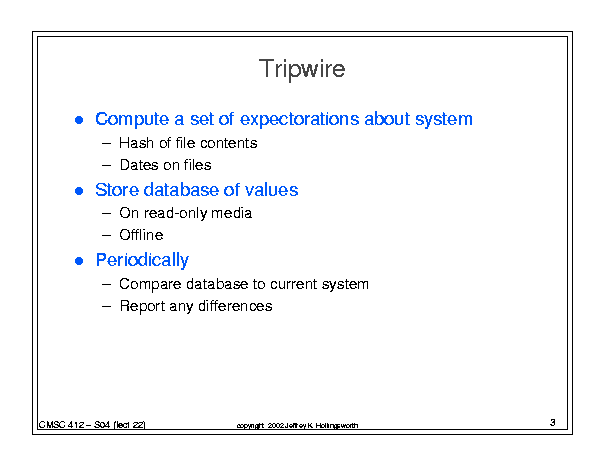 Tripwire
● Compute a set of expectorations about system
– Hash of file contents
– Dates on files
● Store database of values
– On read-only media
– Offline
● Periodically
– Compare database to current system
– Report any differences
CMSC 412 – S04 (lect 22)
copyright 2002 Jeffrey K. Hollingsworth
3